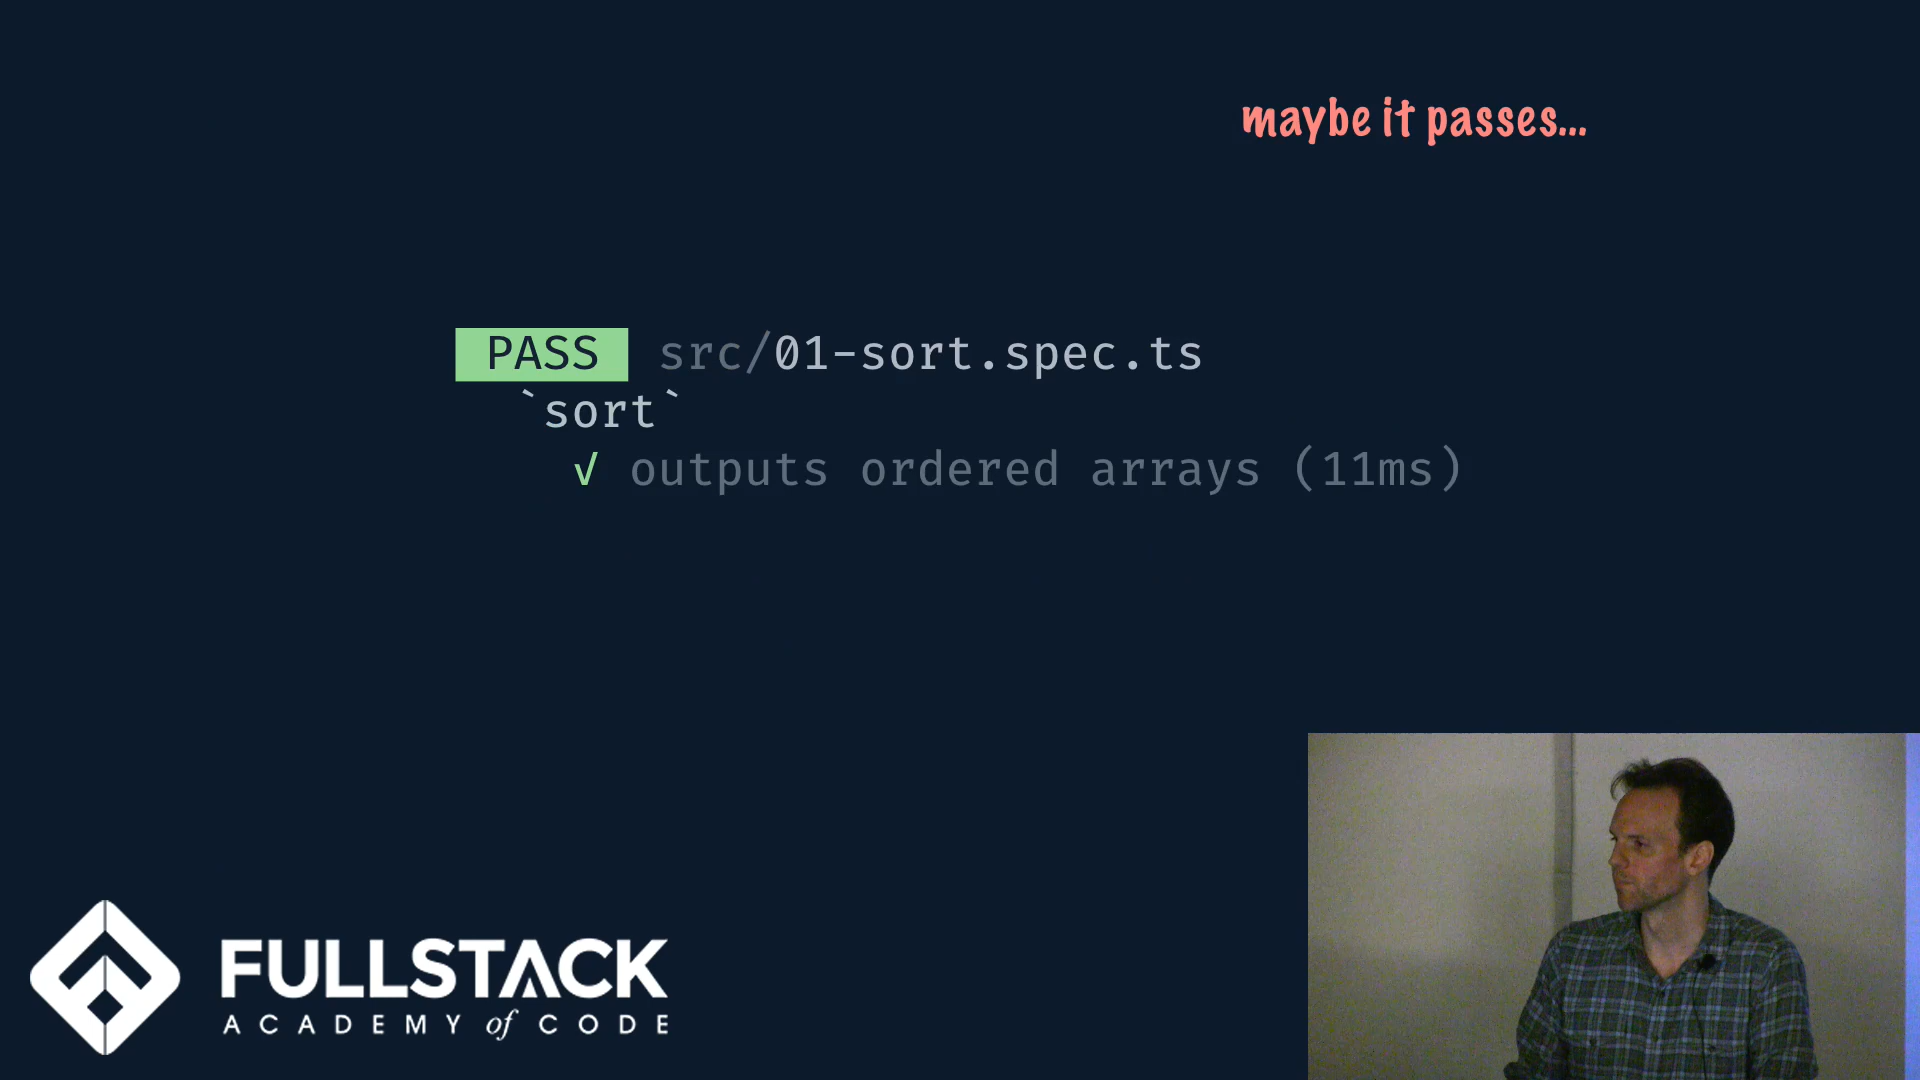 maybe it passes...
PASS src/01-sort.spec.ts
`sort`
√ outputs ordered arrays (11ms)
FULLSTACK
ACADEMY of CODE